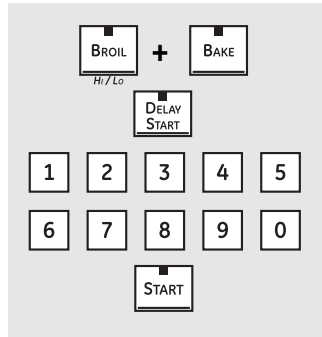 BROIL + BAKE
HI / LO
DELAY
START
1 2 3 4 5
6 7 8 9 0
START